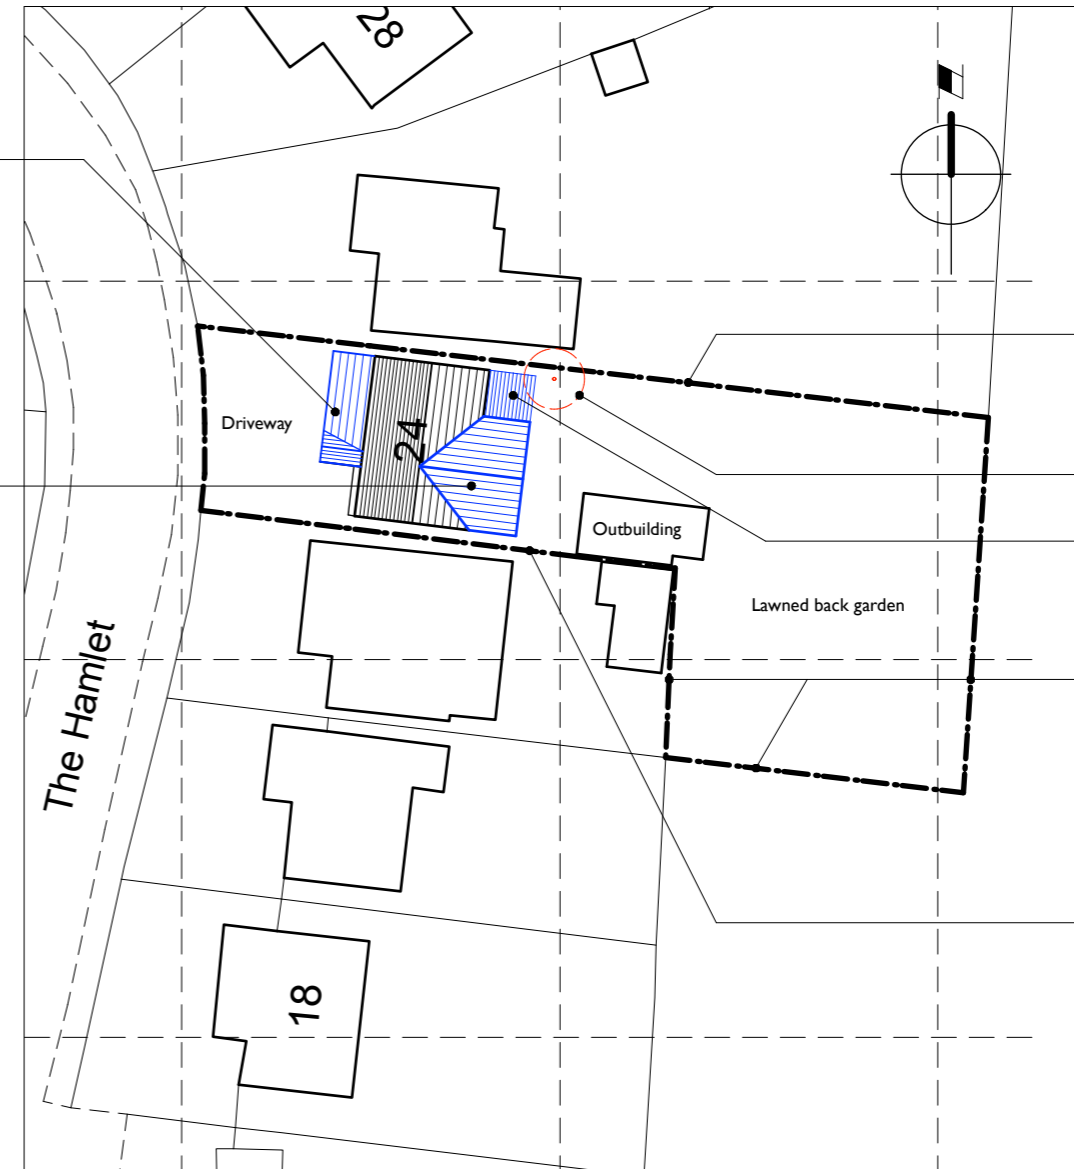 28
Driveway
24
Outbuilding
Lawned back garden
The Hamlet
18